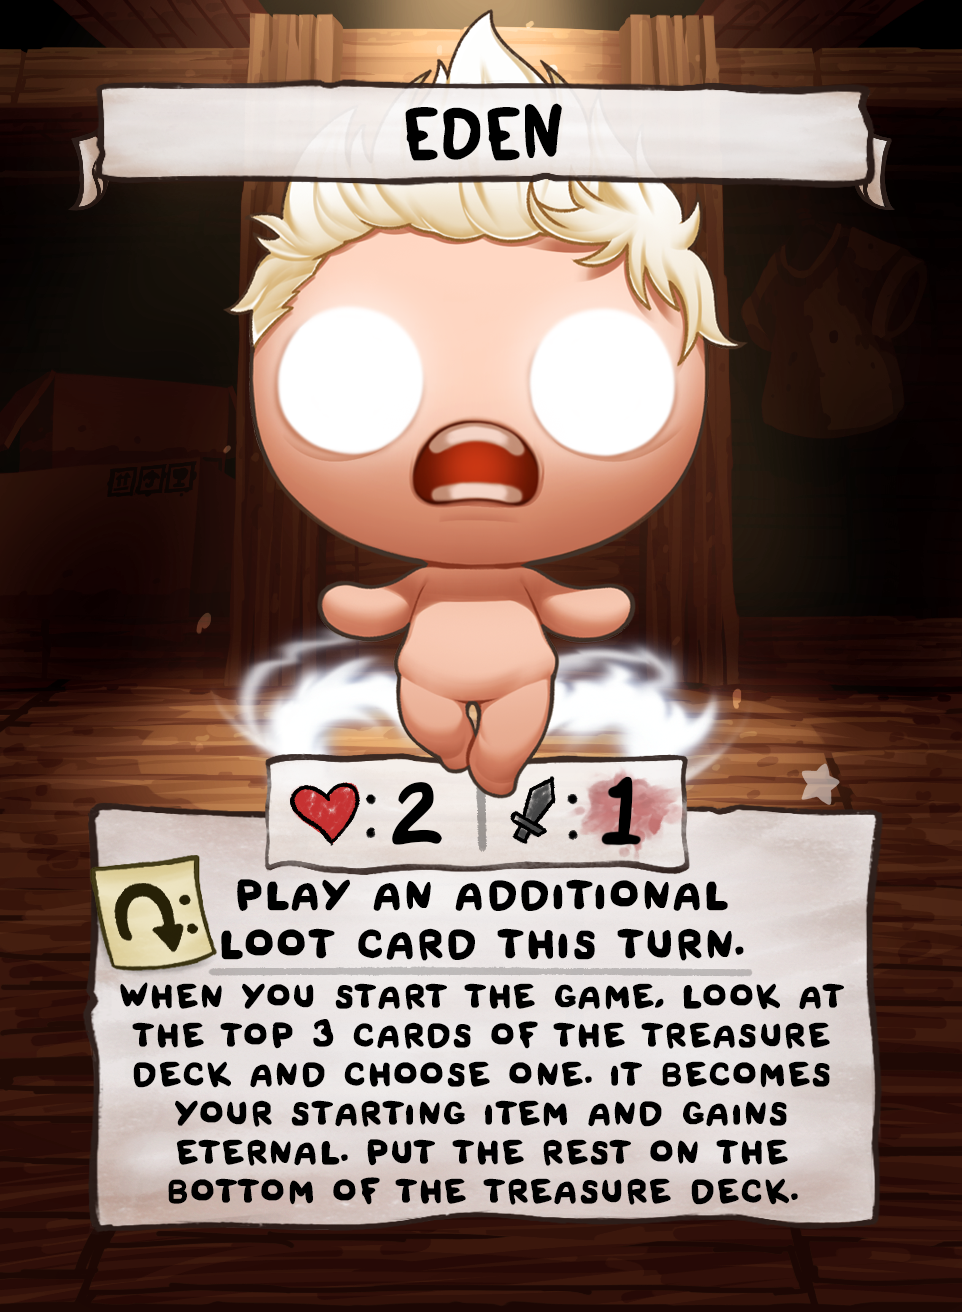 EDEN
: 2 : 1
PLAY AN ADDITIONAL
LOOT CARD THIS TURN.
WHEN YOU START THE GAME, LOOK AT
THE TOP 3 CARDS OF THE TREASURE
DECK AND CHOOSE ONE. IT BECOMES
YOUR STARTING ITEM AND GAINS
ETERNAL. PUT THE REST ON THE
BOTTOM OF THE TREASURE DECK.